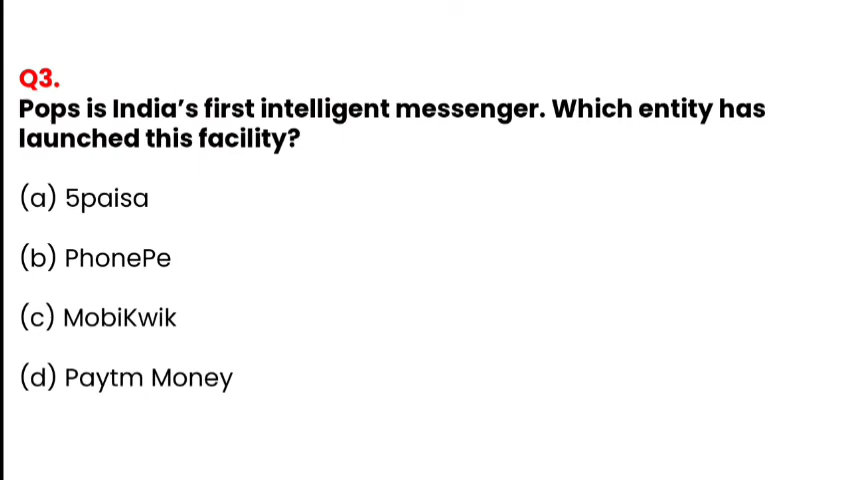 Q3.
Pops is India's first intelligent messenger. Which entity has
launched this facility?
(a) 5paisa
(b) PhonePe
(c) MobiKwik
(d) Paytm Money